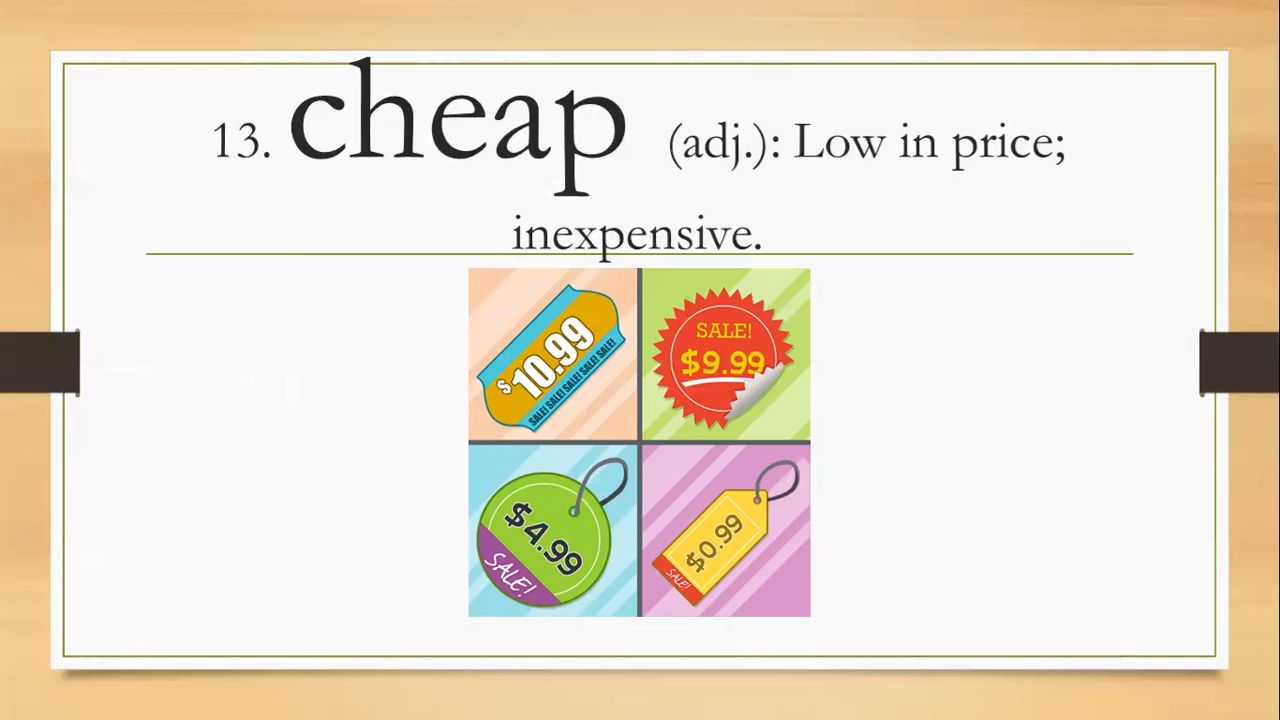 13. cheap (adj.): Low in price;
inexpensive.
$10.99
SALE! SALE! SALE! SALE! SALE!
SALE!
$9.99
$4.99
SALE!
$0.99
SALE!